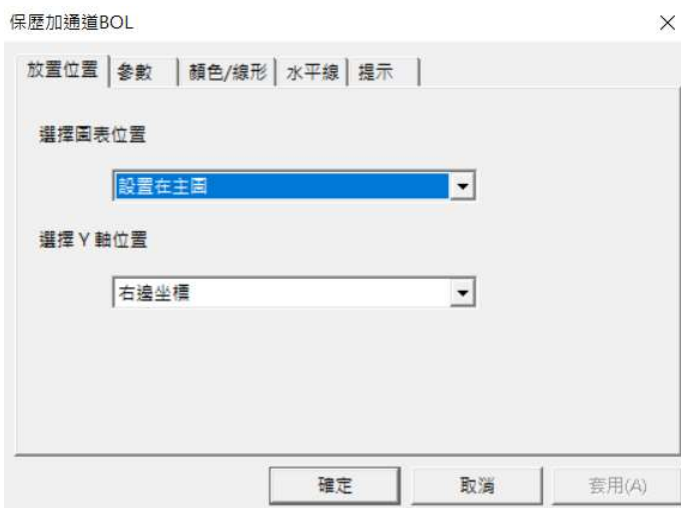 保歷加通道BOL
放置位置 參數 顏色/線形 水平線 提示
選擇圖表位置
設置在主圖
選擇 Y 軸位置
右邊坐標
確定 取消 套用(A)